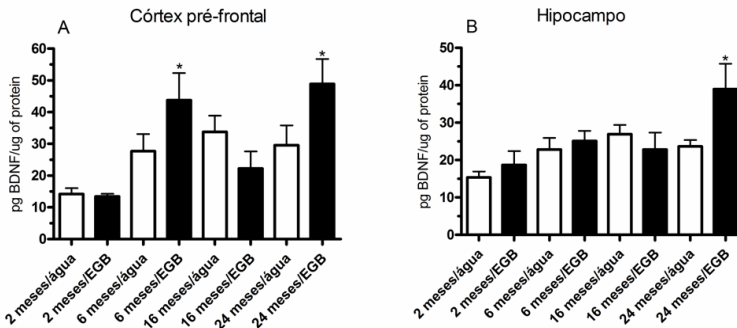 Córtex pré-frontal
A
*
*
pg BDNF/ug of protein
60
50
40
30
20
10
0
2 meses/água
2 meses/EGB
6 meses/água
6 meses/EGB
16 meses/água
16 meses/EGB
24 meses/água
24 meses/EGB
Hipocampo
B
*
pg BDNF/ug of protein
50
40
30
20
10
0
2 meses/água
2 meses/EGB
6 meses/água
6 meses/EGB
16 meses/água
16 meses/EGB
24 meses/água
24 meses/EGB